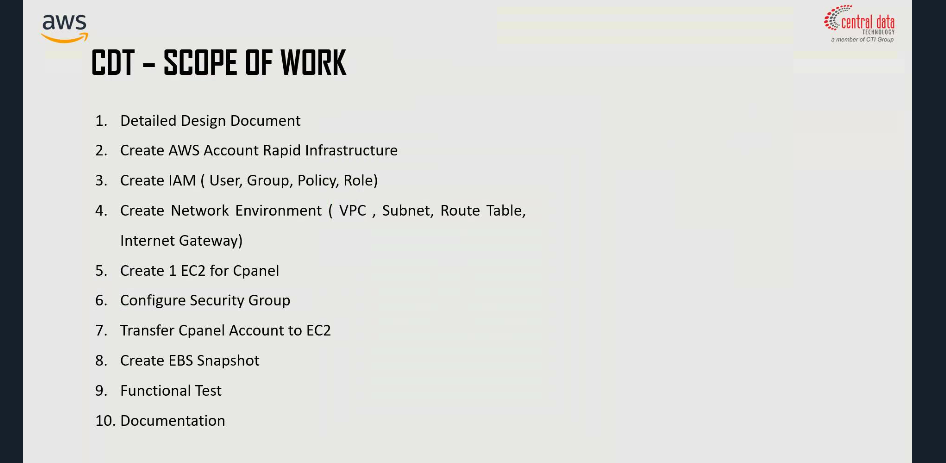 aws
central data
TECHNOLOGY
a member of CTI Group
CDT – SCOPE OF WORK
1. Detailed Design Document
2. Create AWS Account Rapid Infrastructure
3. Create IAM ( User, Group, Policy, Role)
4. Create Network Environment ( VPC , Subnet, Route Table,
Internet Gateway)
5. Create 1 EC2 for Cpanel
6. Configure Security Group
7. Transfer Cpanel Account to EC2
8. Create EBS Snapshot
9. Functional Test
10. Documentation